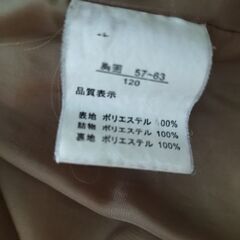 胸囲 57~63
120
品質表示
表地 ポリエステル 100%
詰物 ポリエステル 100%
裏地 ポリエステル 100%